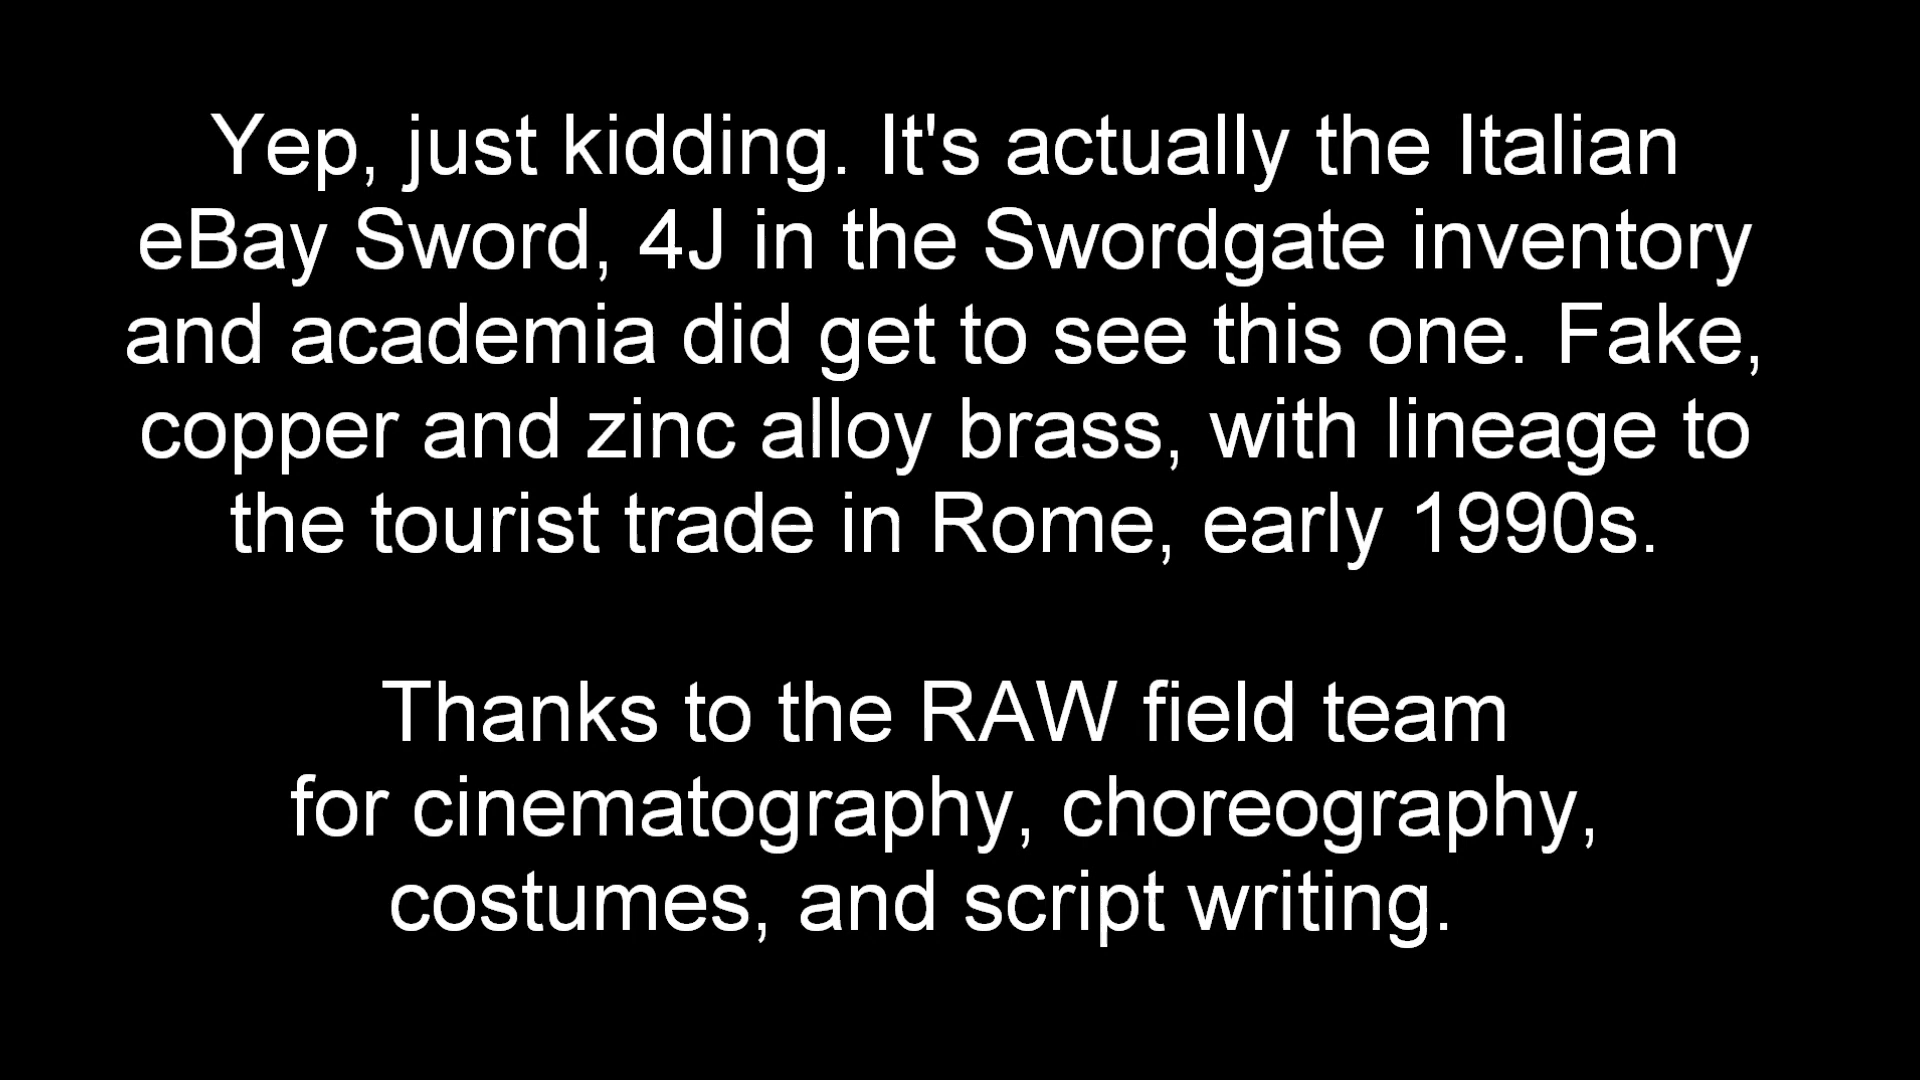 Yep, just kidding. It's actually the Italian
eBay Sword, 4J in the Swordgate inventory
and academia did get to see this one. Fake,
copper and zinc alloy brass, with lineage to
the tourist trade in Rome, early 1990s.
Thanks to the RAW field team
for cinematography, choreography,
costumes, and script writing.